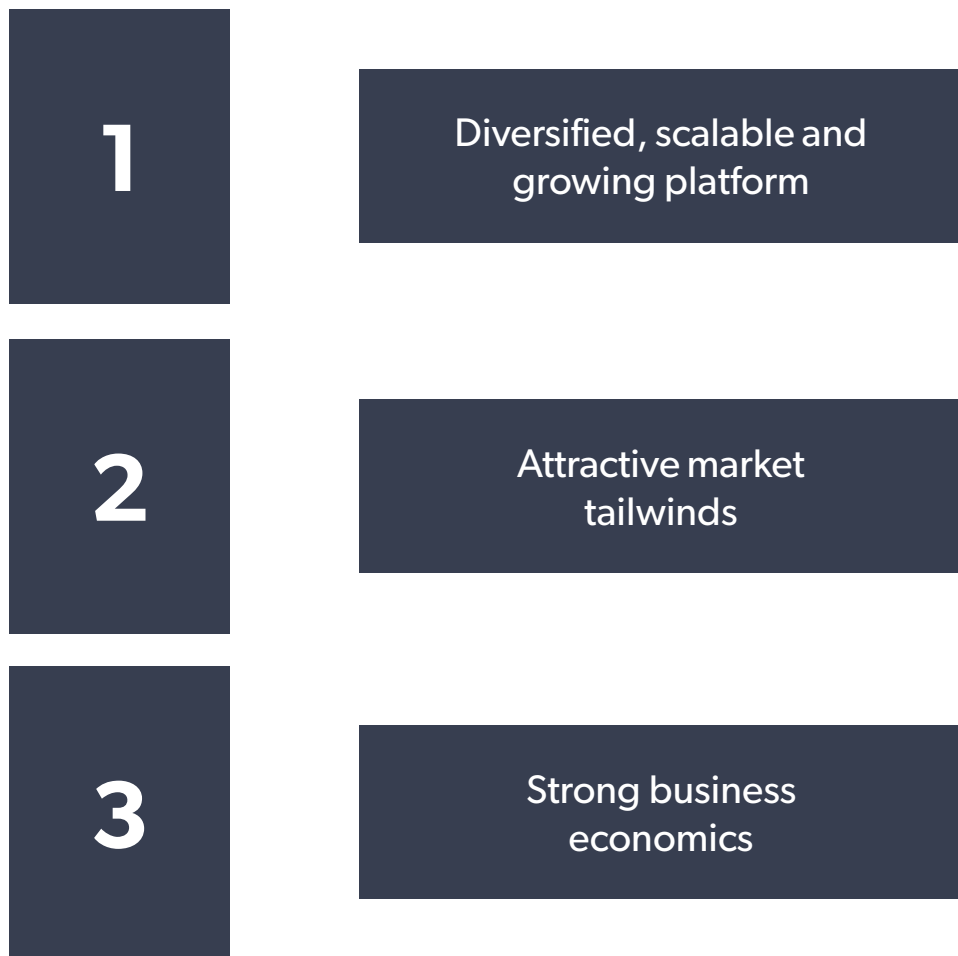 1
Diversified, scalable and
growing platform
2
Attractive market
tailwinds
3
Strong business
economics